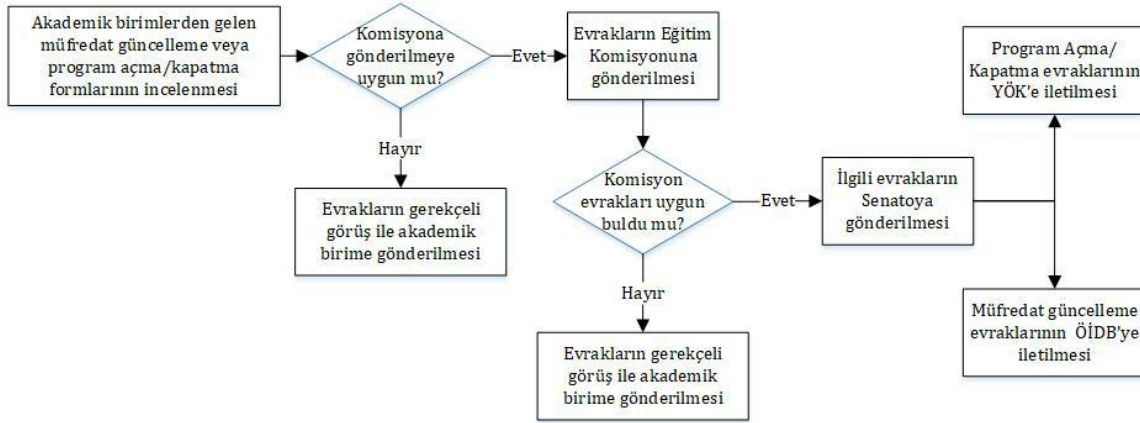 Akademik birimlerden gelen
müfredat güncelleme veya
program açma/kapatma
formlarının incelenmesi
Komisyona
gönderilmeye
uygun mu?
Evet
Evrakların Eğitim
Komisyonuna
gönderilmesi
Hayır
Evrakların gerekçeli
görüş ile akademik
birime gönderilmesi
Komisyon
evrakları uygun
buldu mu?
Evet
İlgili evrakların
Senatoya
gönderilmesi
Hayır
Evrakların gerekçeli
görüş ile akademik
birime gönderilmesi
Program Açma/
Kapatma evraklarının
YÖK'e iletilmesi
Müfredat güncelleme
evraklarının ÖİDB'ye
iletilmesi